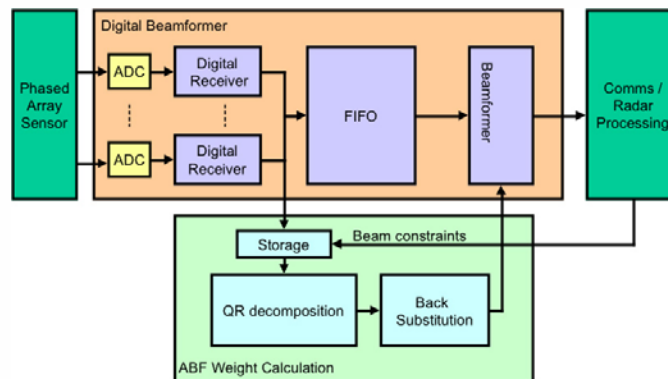 Digital Beamformer
Phased
Array
Sensor
ADC
Digital
Receiver
ADC
Digital
Receiver
FIFO
Beamformer
Comms /
Radar
Processing
Storage
Beam constraints
QR decomposition
Back
Substitution
ABF Weight Calculation